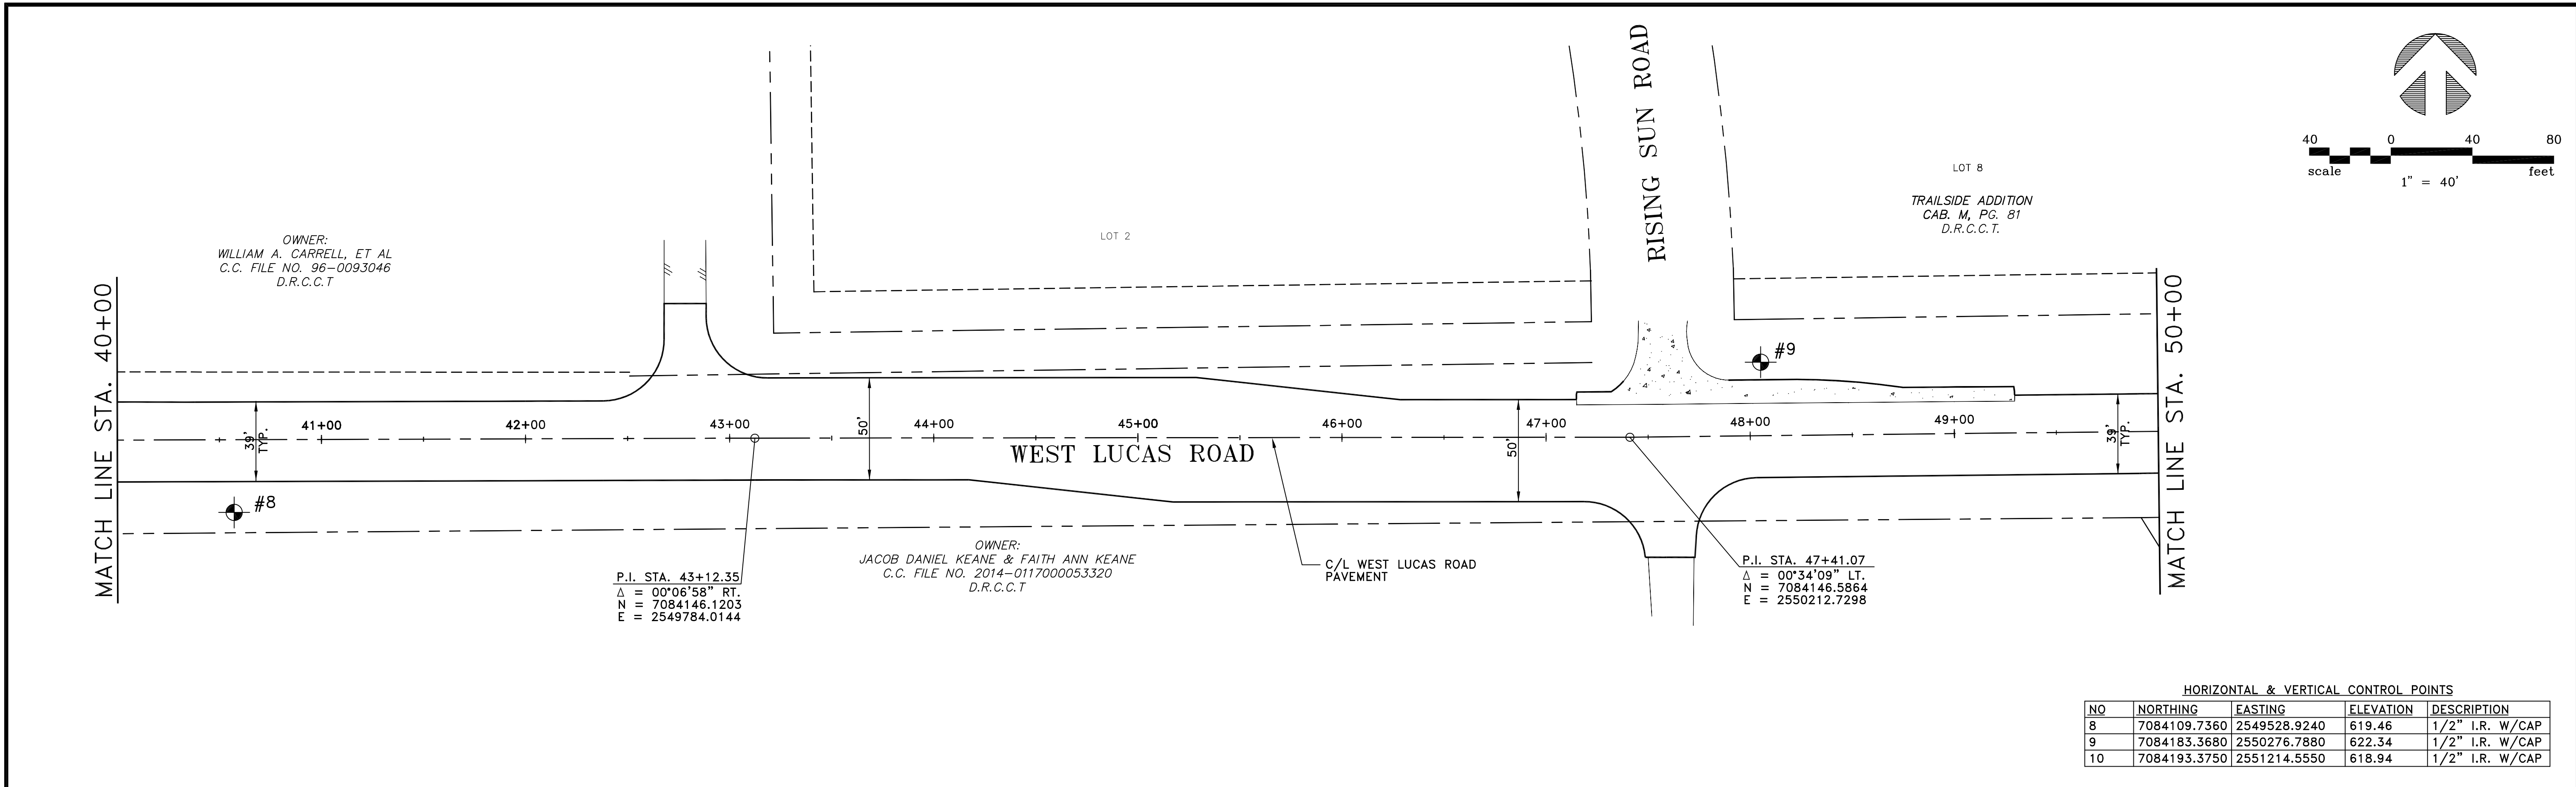 RISING SUN ROAD
40 0 40 80
scale feet
1" = 40'
LOT 8
TRAILSIDE ADDITION
CAB. M, PG. 81
D.R.C.C.T.
OWNER:
WILLIAM A. CARRELL, ET AL
C.C. FILE NO. 96-0093046
D.R.C.C.T
LOT 2
MATCH LINE STA. 40+00
MATCH LINE STA. 50+00
#9
41+00 42+00 43+00 44+00 45+00 46+00 47+00 48+00 49+00
39'
TYP.
50'
50'
39'
TYP.
WEST LUCAS ROAD
#8
OWNER:
JACOB DANIEL KEANE & FAITH ANN KEANE
C.C. FILE NO. 2014-0117000053320
D.R.C.C.T
P.I. STA. 43+12.35
Δ = 00°06'58" RT.
N = 7084146.1203
E = 2549784.0144
C/L WEST LUCAS ROAD
PAVEMENT
P.I. STA. 47+41.07
Δ = 00°34'09" LT.
N = 7084146.5864
E = 2550212.7298
HORIZONTAL & VERTICAL CONTROL POINTS
NO NORTHING EASTING ELEVATION DESCRIPTION
8 7084109.7360 2549528.9240 619.46 1/2" I.R. W/CAP
9 7084183.3680 2550276.7880 622.34 1/2" I.R. W/CAP
10 7084193.3750 2551214.5550 618.94 1/2" I.R. W/CAP